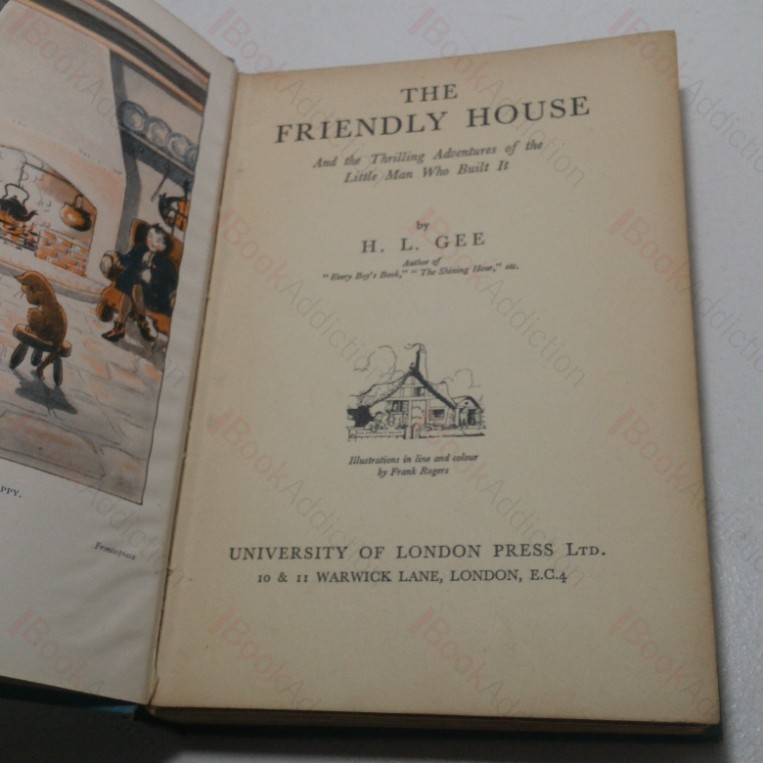 PPY.
Frontispiece
THE
FRIENDLY HOUSE
And the Thrilling Adventures of the
Little Man Who Built It
by
H. L. GEE
Author of
"Every Boy's Book," "The Shining Hour," etc.
Illustrations in line and colour
by Frank Rogers
UNIVERSITY OF LONDON PRESS LTD.
10 & 11 WARWICK LANE, LONDON, E.C.4
BookAddiction